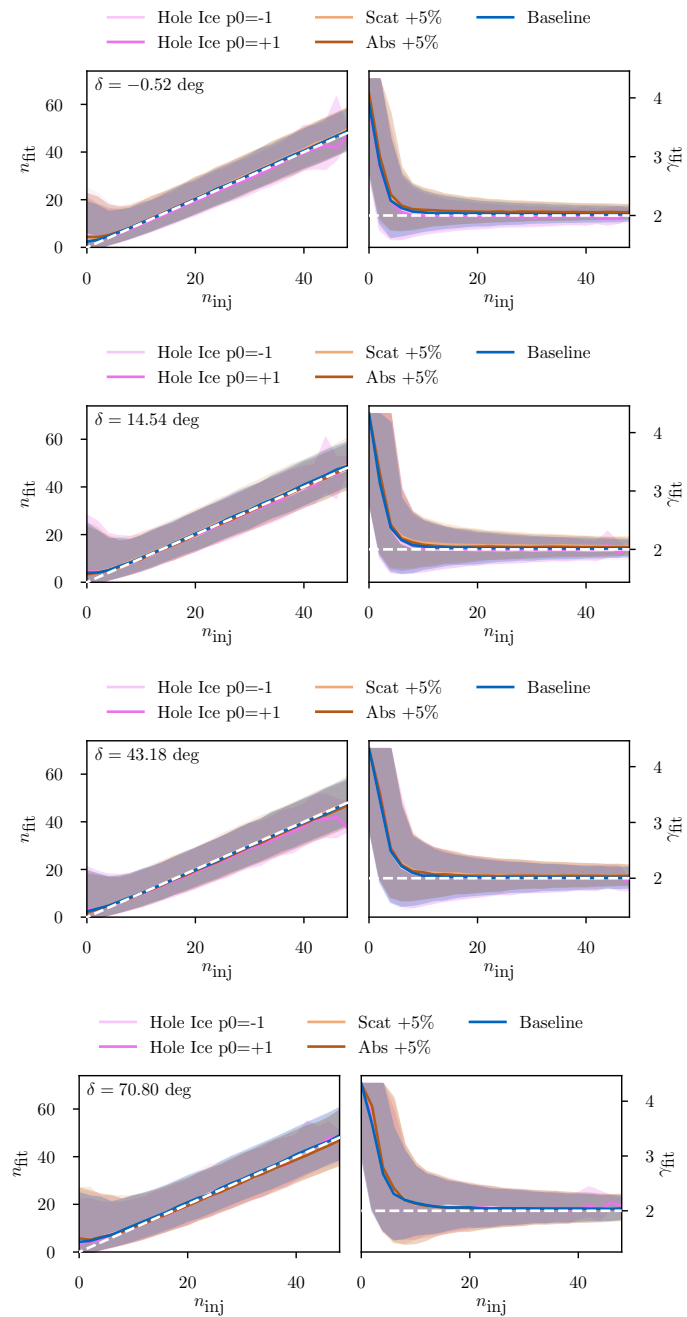 Hole Ice p0=-1 Scat +5% Baseline
Hole Ice p0=+1 Abs +5%
δ = −0.52 deg
60
40
20
0
n_fit
0 20 40
n_inj
4
3
2
γ_fit
0 20 40
n_inj
Hole Ice p0=-1 Scat +5% Baseline
Hole Ice p0=+1 Abs +5%
δ = 14.54 deg
60
40
20
0
n_fit
0 20 40
n_inj
4
3
2
γ_fit
0 20 40
n_inj
Hole Ice p0=-1 Scat +5% Baseline
Hole Ice p0=+1 Abs +5%
δ = 43.18 deg
60
40
20
0
n_fit
0 20 40
n_inj
4
3
2
γ_fit
0 20 40
n_inj
Hole Ice p0=-1 Scat +5% Baseline
Hole Ice p0=+1 Abs +5%
δ = 70.80 deg
60
40
20
0
n_fit
0 20 40
n_inj
4
3
2
γ_fit
0 20 40
n_inj